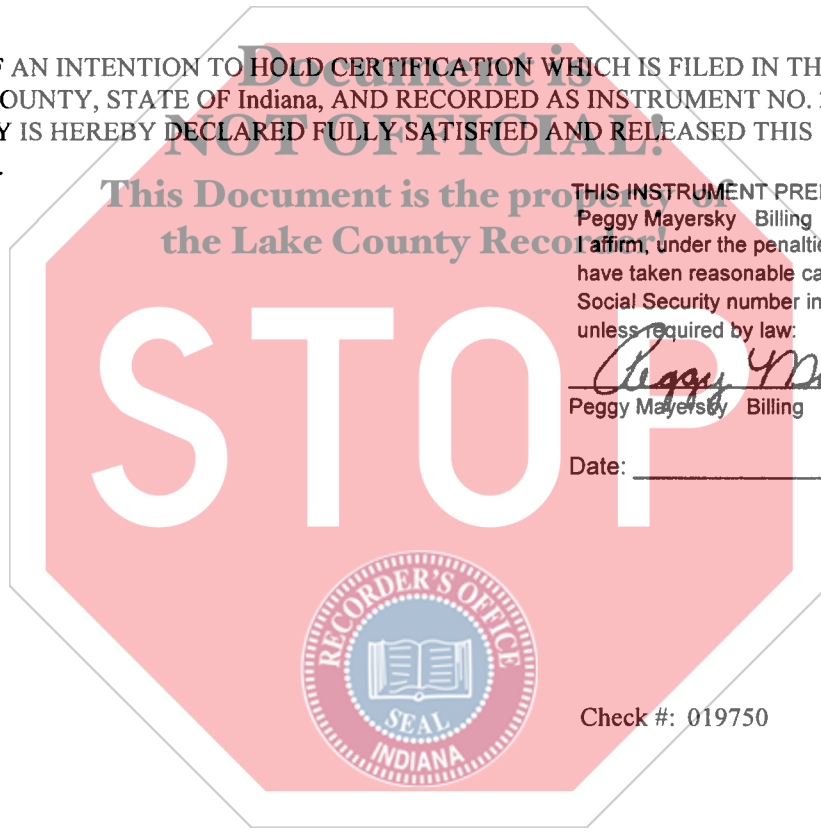 Document is
F AN INTENTION TO HOLD CERTIFICATION WHICH IS FILED IN TH
OUNTY, STATE OF Indiana, AND RECORDED AS INSTRUMENT NO.
Y IS HEREBY DECLARED FULLY SATISFIED AND RELEASED THIS
NOT OFFICIAL!
This Document is the property of
the Lake County Recorder!
THIS INSTRUMENT PREP
Peggy Mayersky Billing
I affirm, under the penaltie
have taken reasonable ca
Social Security number in
unless required by law:
Peggy M
Peggy Mayersky Billing
Date:
STOP
RECORDER'S OFFICE
SEAL
INDIANA
Check #: 019750